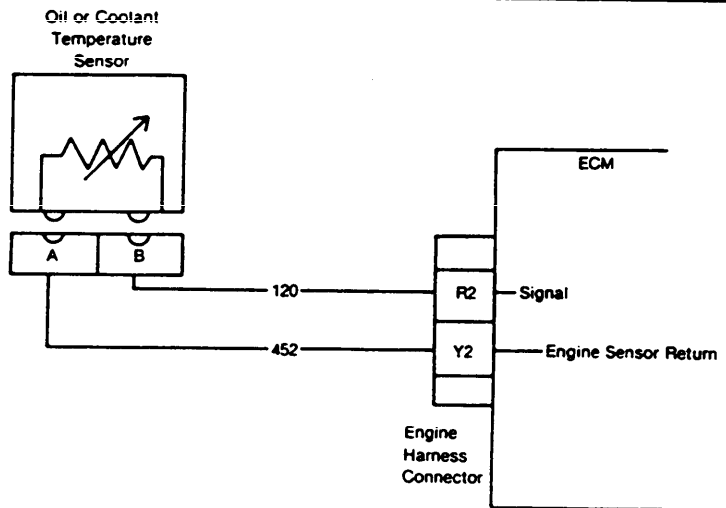 Oil or Coolant
Temperature
Sensor
ECM
A
B
120
R2
Signal
452
Y2
Engine Sensor Return
Engine
Harness
Connector